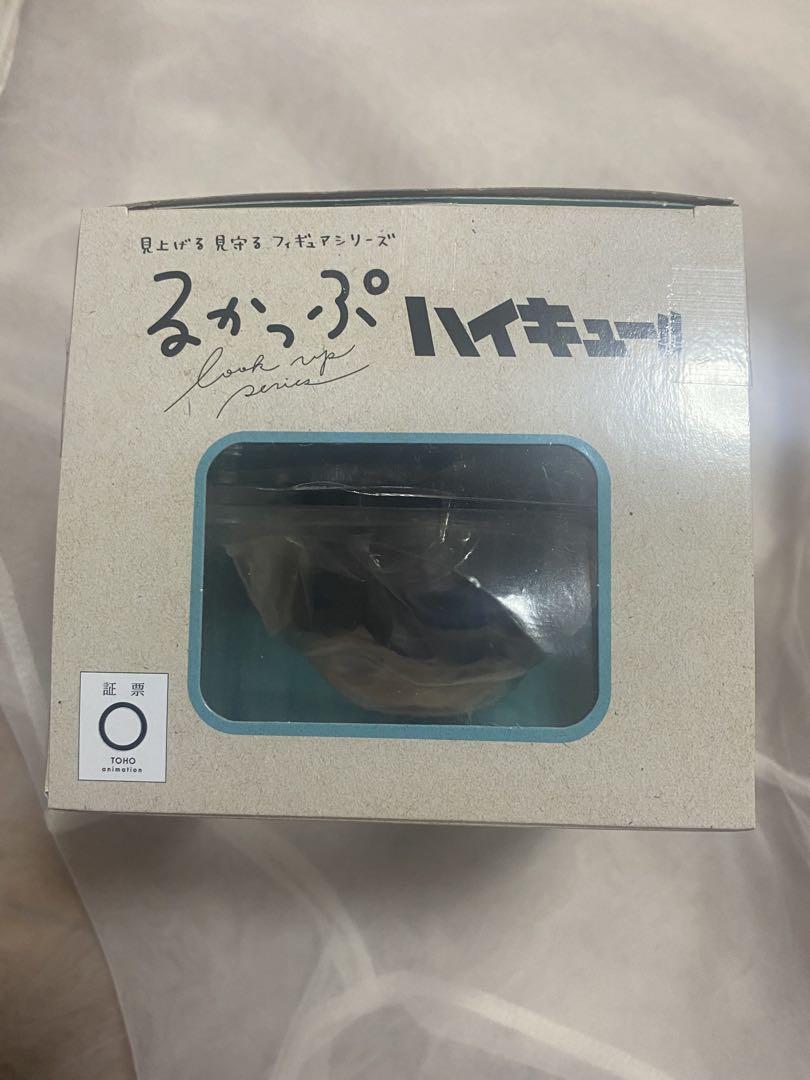 見上げる 見守る フィギュアシリーズ
るかっぷ ハイキュー!!
look up
series
証 票
TOHO
animation